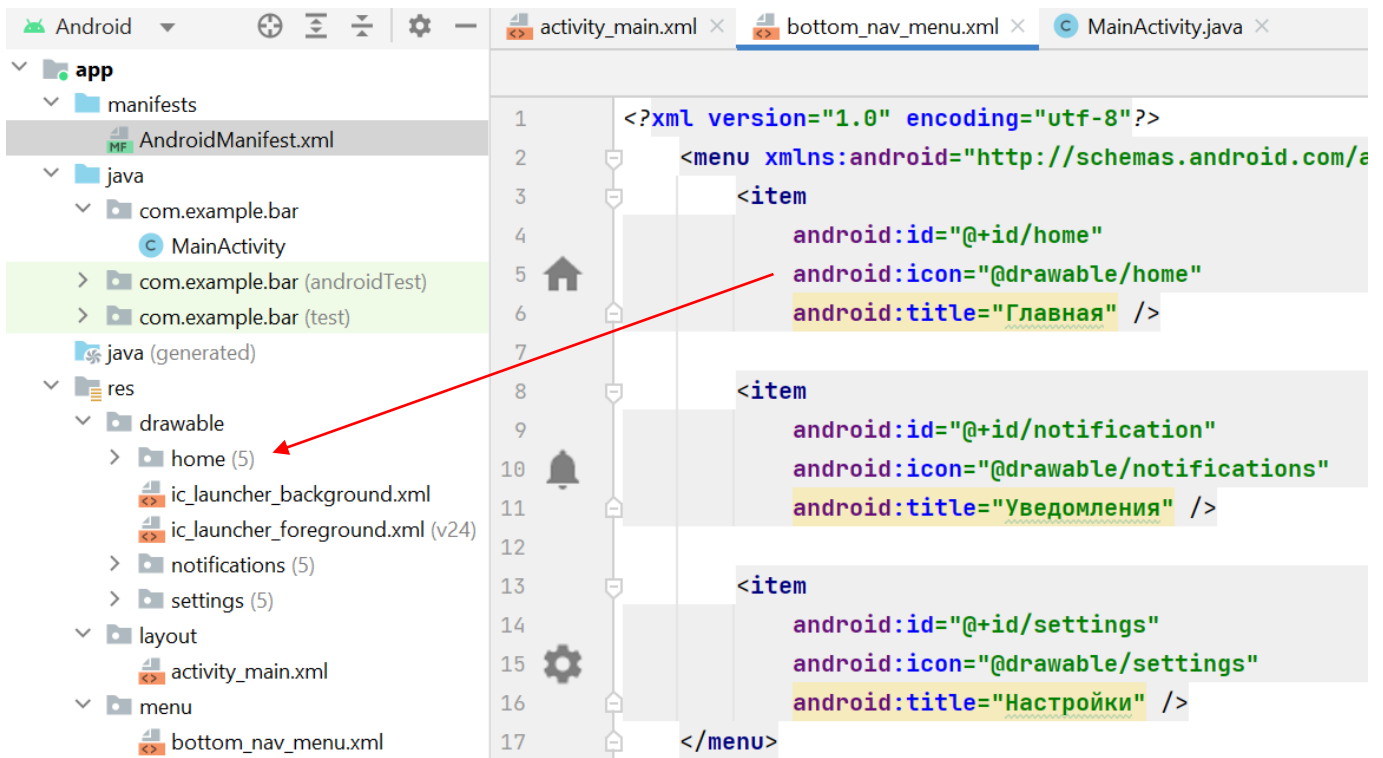 Android
app
manifests
MF AndroidManifest.xml
java
com.example.bar
C MainActivity
com.example.bar (androidTest)
com.example.bar (test)
java (generated)
res
drawable
home (5)
ic_launcher_background.xml
ic_launcher_foreground.xml (v24)
notifications (5)
settings (5)
layout
activity_main.xml
menu
bottom_nav_menu.xml
activity_main.xml
bottom_nav_menu.xml
C MainActivity.java
1 <?xml version="1.0" encoding="utf-8"?>
2 <menu xmlns:android="http://schemas.android.com/a
3 <item
4 android:id="@+id/home"
5 android:icon="@drawable/home"
6 android:title="Главная" />
7
8 <item
9 android:id="@+id/notification"
10 android:icon="@drawable/notifications"
11 android:title="Уведомления" />
12
13 <item
14 android:id="@+id/settings"
15 android:icon="@drawable/settings"
16 android:title="Настройки" />
17 </menu>